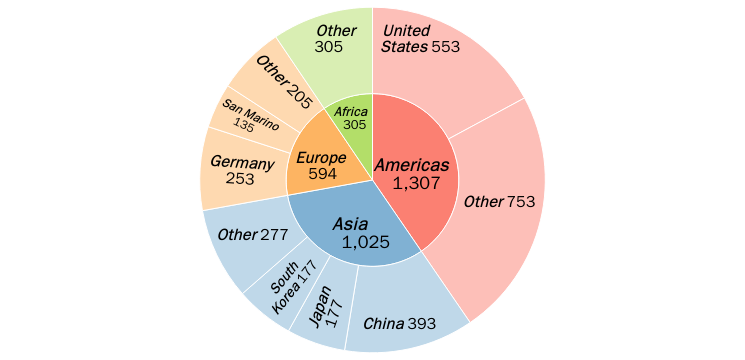 United
States 553
Other 753
China 393
Japan
177
South
Korea 177
Other 277
Germany
253
San Marino
135
Other 205
Other
305
Americas
1,307
Asia
1,025
Europe
594
Africa
305